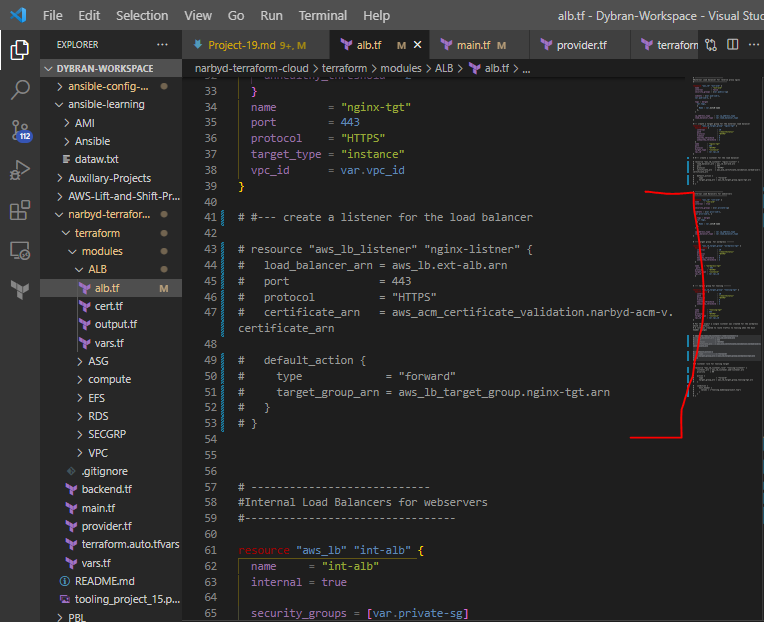 File Edit Selection View Go Run Terminal Help
alb.tf - Dybran-Workspace - Visual Stu
EXPLORER ...
Project-19.md 9+, M
alb.tf M
main.tf M
provider.tf
terraform
DYBRAN-WORKSPACE
narbyd-terraform-cloud > terraform > modules > ALB > alb.tf > ...
ansible-config-...
ansible-learning
AMI
Ansible
dataw.txt
Auxillary-Projects
AWS-Lift-and-Shift-Pr...
narbyd-terrafor...
terraform
modules
ALB
alb.tf M
cert.tf
output.tf
vars.tf
ASG
compute
EFS
RDS
SECGRP
VPC
.gitignore
backend.tf
main.tf
provider.tf
terraform.auto.tfvars
vars.tf
README.md
tooling_project_15.p...
PBL
112
33 }
34 name = "nginx-tgt"
35 port = 443
36 protocol = "HTTPS"
37 target_type = "instance"
38 vpc_id = var.vpc_id
39 }
40
41 # #--- create a listener for the load balancer
42
43 # resource "aws_lb_listener" "nginx-listner" {
44 # load_balancer_arn = aws_lb.ext-alb.arn
45 # port = 443
46 # protocol = "HTTPS"
47 # certificate_arn = aws_acm_certificate_validation.narbyd-acm-v.
certificate_arn
48
49 # default_action {
50 # type = "forward"
51 # target_group_arn = aws_lb_target_group.nginx-tgt.arn
52 # }
53 # }
54
55
56
57 # ----------------------------
58 #Internal Load Balancers for webservers
59 #---------------------------------
60
61 resource "aws_lb" "int-alb" {
62 name = "int-alb"
63 internal = true
64
65 security_groups = [var.private-sg]